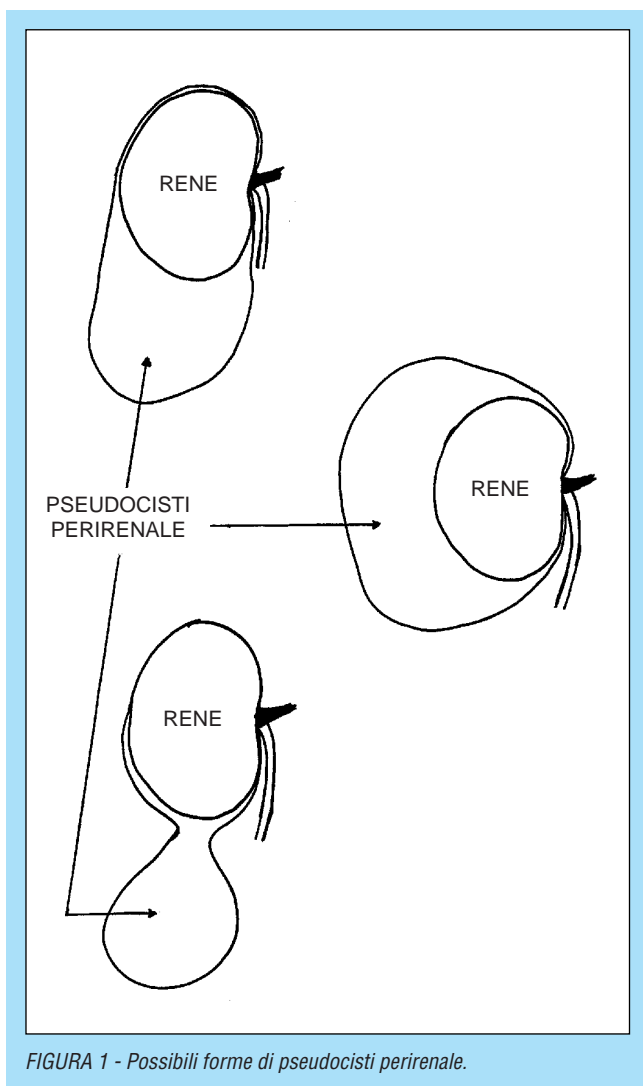 RENE
RENE
PSEUDOCISTI
PERIRENALE
RENE
FIGURA 1 - Possibili forme di pseudocisti perirenale.